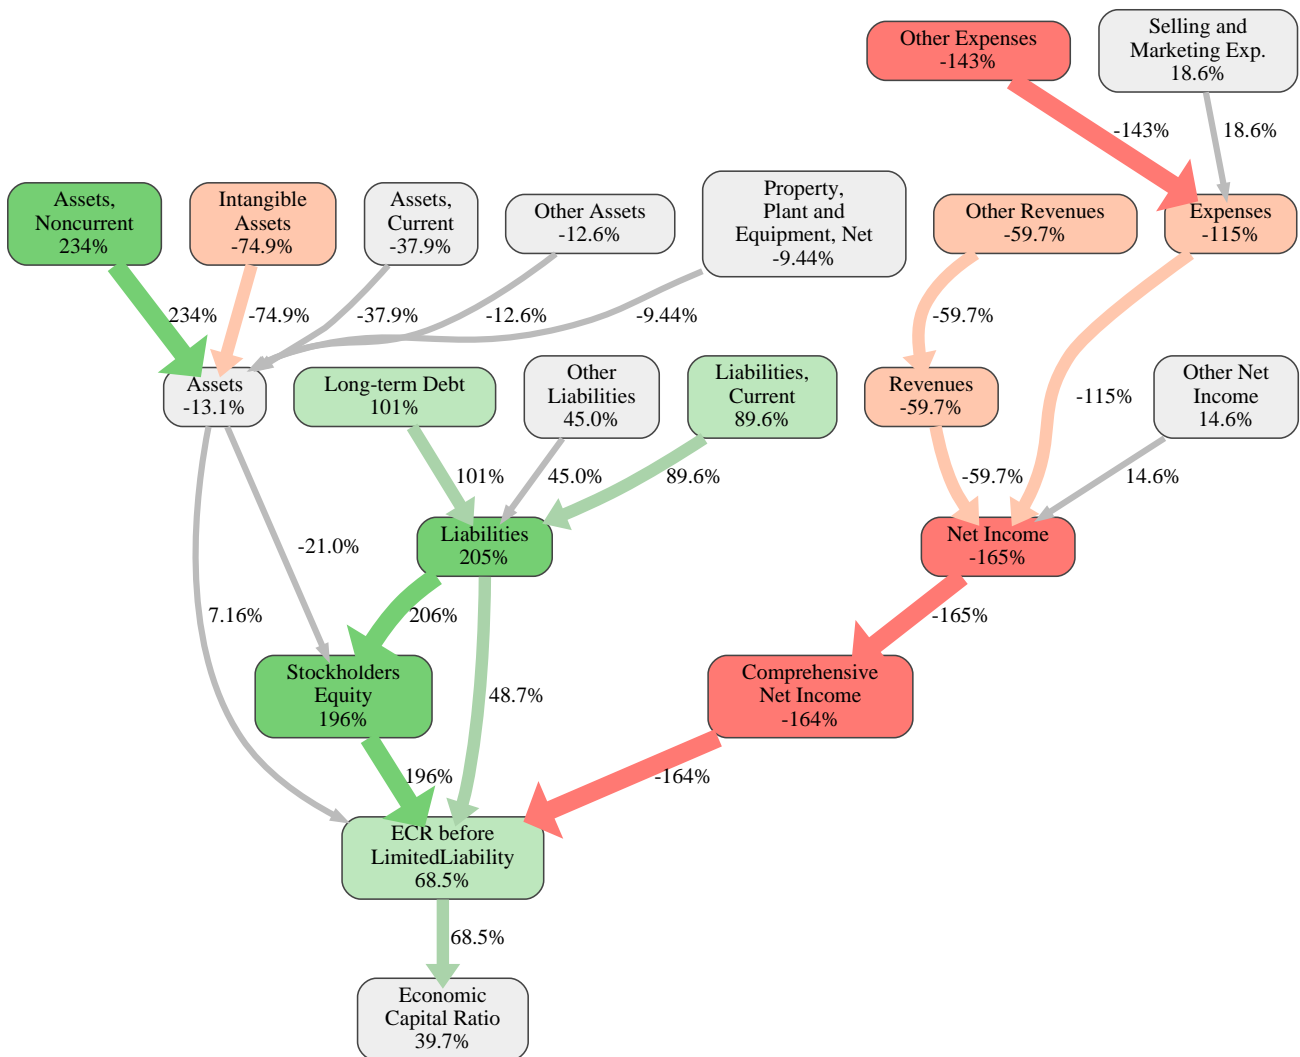 Other Expenses
-143%
Selling and
Marketing Exp.
18.6%
-143%
18.6%
Assets,
Noncurrent
234%
Intangible
Assets
-74.9%
Assets,
Current
-37.9%
Other Assets
-12.6%
Property,
Plant and
Equipment, Net
-9.44%
Other Revenues
-59.7%
Expenses
-115%
234%
-74.9%
-37.9%
-12.6%
-9.44%
-59.7%
Assets
-13.1%
Long-term Debt
101%
Other
Liabilities
45.0%
Liabilities,
Current
89.6%
Revenues
-59.7%
-115%
Other Net
Income
14.6%
101%
45.0%
89.6%
-59.7%
14.6%
Liabilities
205%
Net Income
-165%
-21.0%
7.16%
206%
-165%
Stockholders
Equity
196%
48.7%
Comprehensive
Net Income
-164%
196%
-164%
ECR before
LimitedLiability
68.5%
68.5%
Economic
Capital Ratio
39.7%